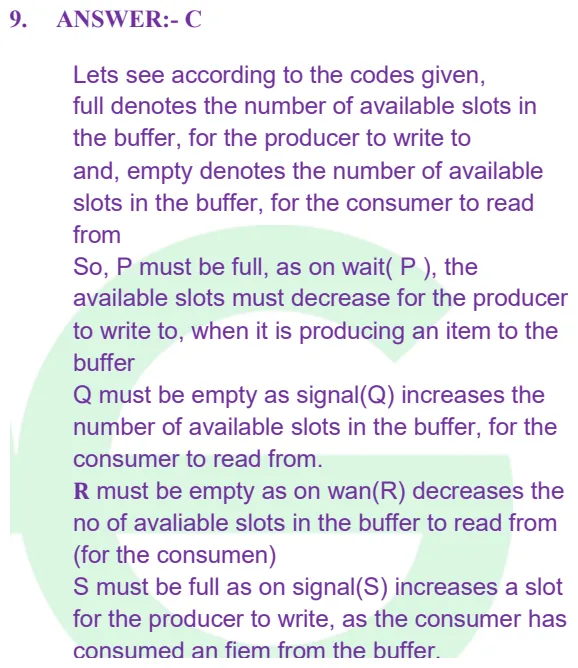 9. ANSWER:- C
Lets see according to the codes given,
full denotes the number of available slots in
the buffer, for the producer to write to
and, empty denotes the number of available
slots in the buffer, for the consumer to read
from
So, P must be full, as on wait( P ), the
available slots must decrease for the producer
to write to, when it is producing an item to the
buffer
Q must be empty as signal(Q) increases the
number of available slots in the buffer, for the
consumer to read from.
R must be empty as on wan(R) decreases the
no of avaliable slots in the buffer to read from
(for the consumen)
S must be full as on signal(S) increases a slot
for the producer to write, as the consumer has
consumed an fiem from the buffer.